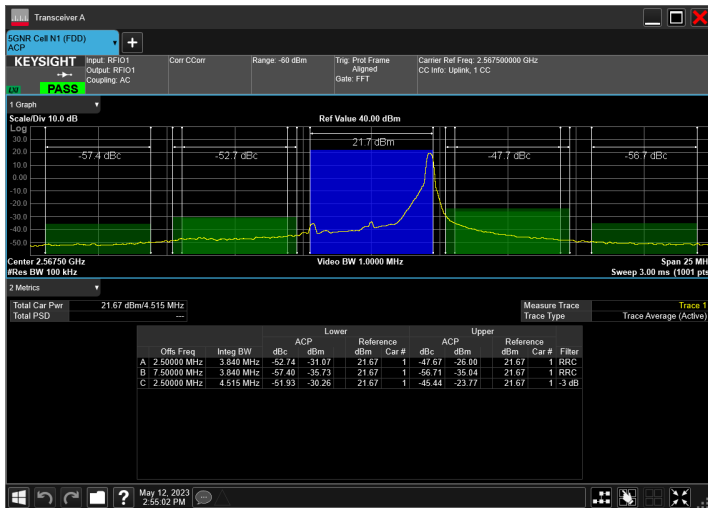 Transceiver A
5GNR Cell N1 (FDD)
ACP
KEYSIGHT
LXI
PASS
Input: RFIO1
Output: RFIO1
Coupling: AC
Corr CCorr
Range: -60 dBm
Trig: Prot Frame
Aligned
Gate: FFT
Carrier Ref Freq: 2.567500000 GHz
CC Info: Uplink, 1 CC
1 Graph
Scale/Div 10.0 dB
Ref Value 40.00 dBm
Log
30.0
20.0
10.0
0.00
-10.0
-20.0
-30.0
-40.0
-50.0
-57.4 dBc
-52.7 dBc
21.7 dBm
-47.7 dBc
-56.7 dBc
Center 2.56750 GHz
#Res BW 100 kHz
Video BW 1.0000 MHz
Span 25 MH
Sweep 3.00 ms (1001 pts
2 Metrics
Total Car Pwr 21.67 dBm/4.515 MHz
Total PSD ---
Measure Trace Trace 1
Trace Type Trace Average (Active)
Lower Upper
ACP Reference ACP Reference
Offs Freq Integ BW dBc dBm dBm Car # dBc dBm dBm Car # Filter
A 2.50000 MHz 3.840 MHz -52.74 -31.07 21.67 1 -47.67 -26.00 21.67 1 RRC
B 7.50000 MHz 3.840 MHz -57.40 -35.73 21.67 1 -56.71 -35.04 21.67 1 RRC
C 2.50000 MHz 4.515 MHz -51.93 -30.26 21.67 1 -45.44 -23.77 21.67 1 -3 dB
?
May 12, 2023
2:55:02 PM